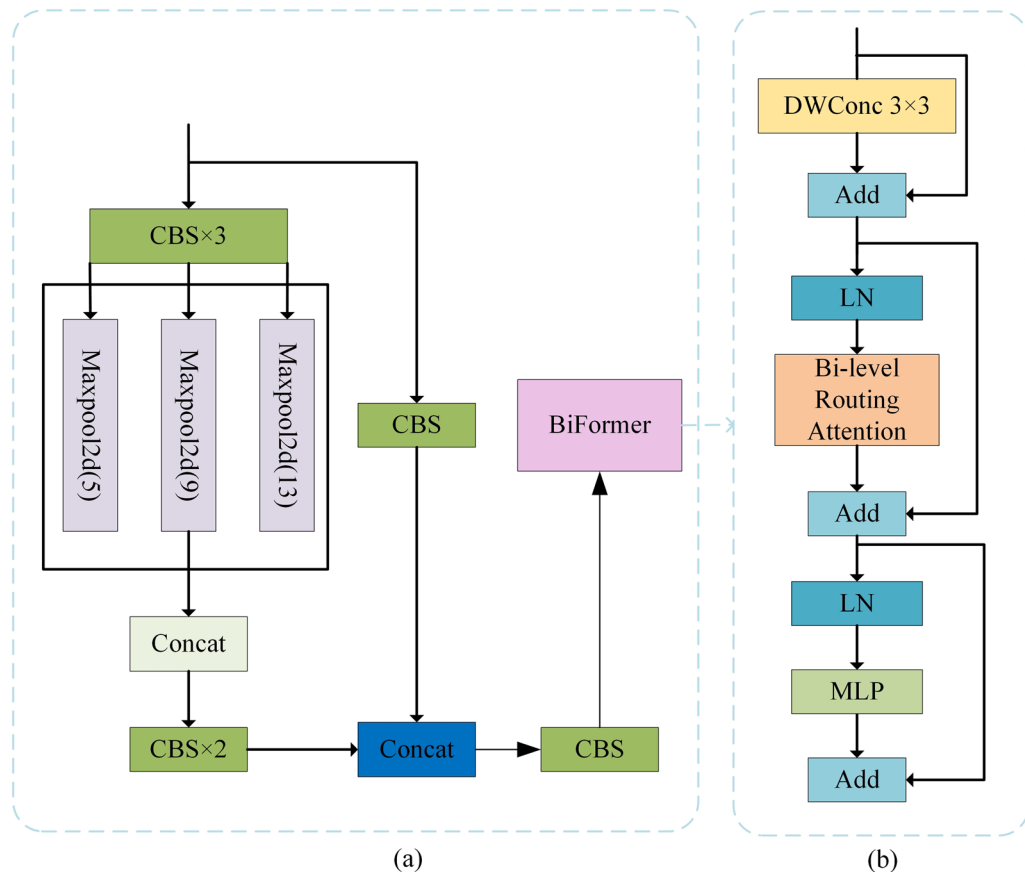 CBS×3
Maxpool2d(5)
Maxpool2d(9)
Maxpool2d(13)
CBS
BiFormer
Concat
CBS×2
Concat
CBS
(a)
DWConc 3×3
Add
LN
Bi-level
Routing
Attention
Add
LN
MLP
Add
(b)